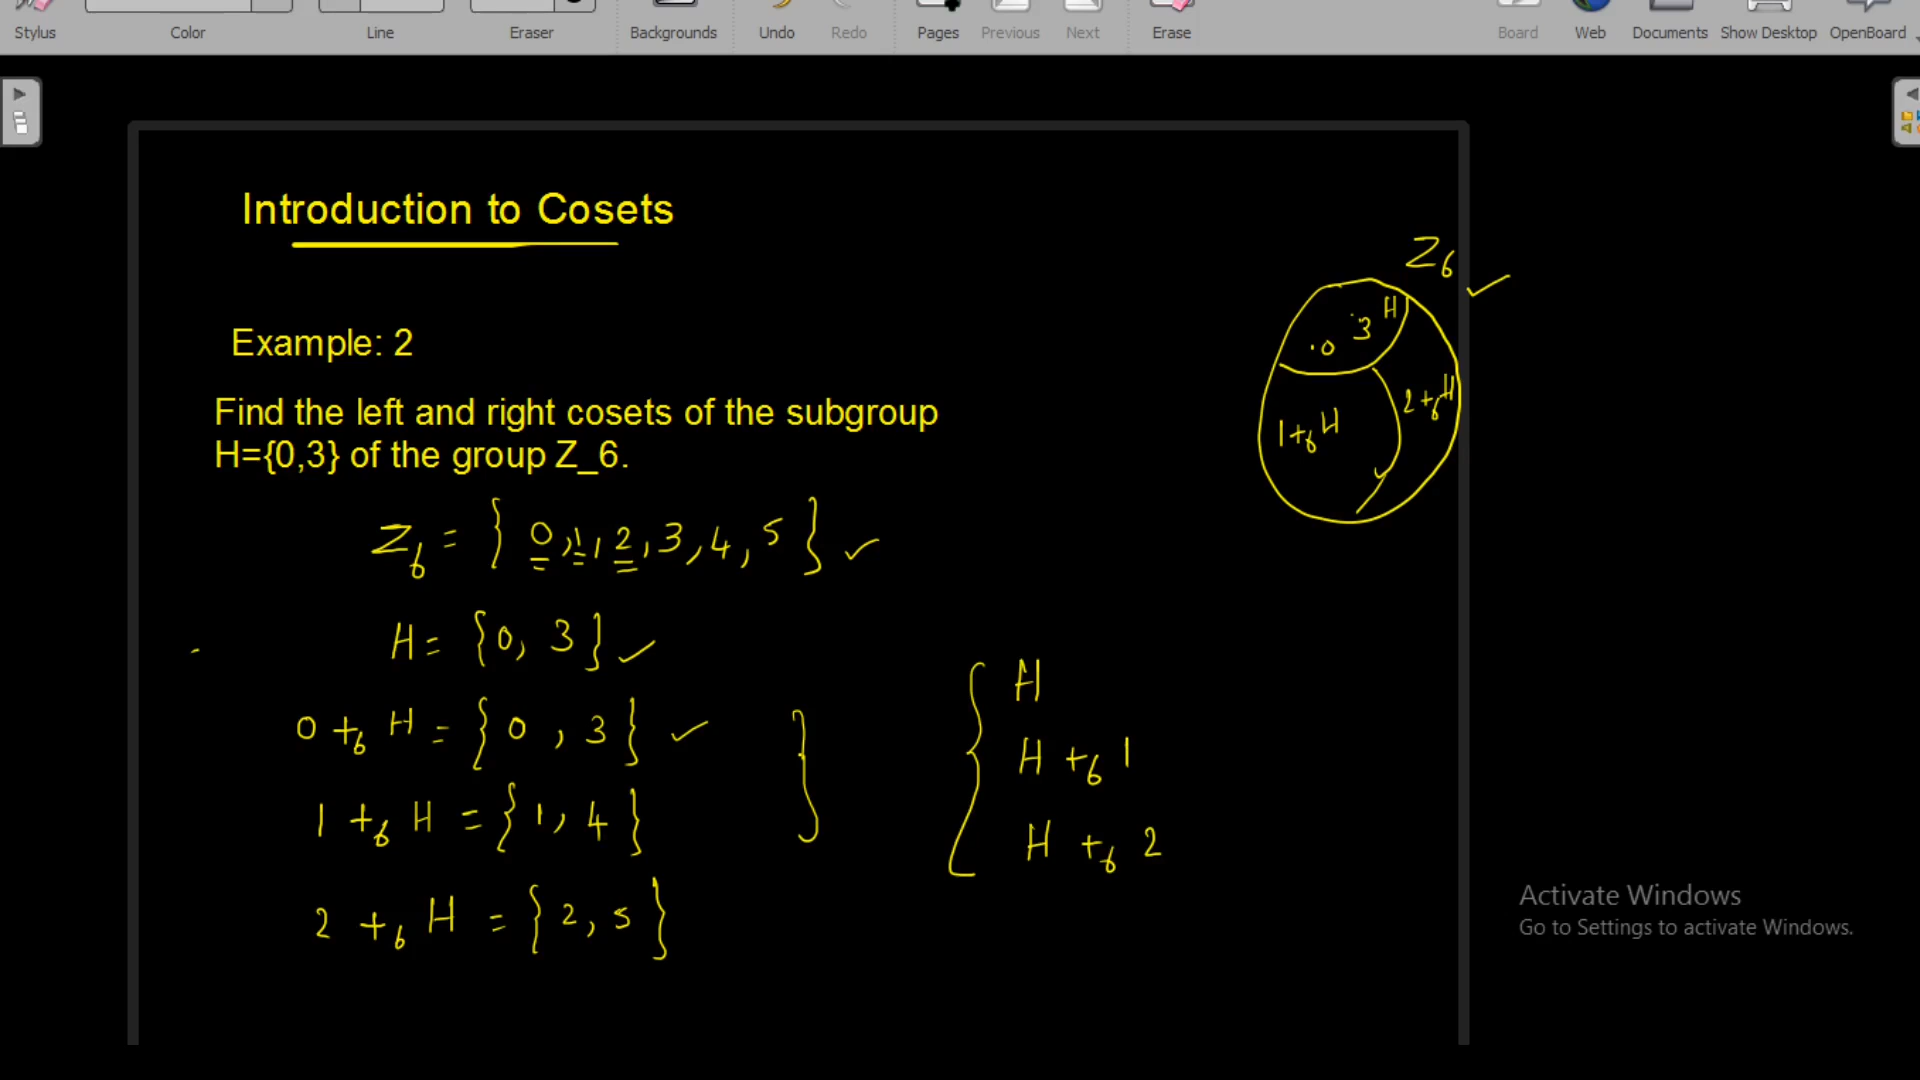 Stylus Color Line Eraser Backgrounds Undo Redo Pages Previous Next Erase Board Web Documents Show Desktop OpenBoard
Introduction to Cosets
Z6
3 H
. 0
2 +6 H
1 +6 H
Example: 2
Find the left and right cosets of the subgroup
H={0,3} of the group Z_6.
Z6 = { 0, 1, 2, 3, 4, 5 } ✓
H = {0, 3} ✓
0 +6 H = { 0 , 3 } ✓
1 +6 H = { 1, 4 }
2 +6 H = { 2, 5 }
H
H +6 1
H +6 2
Activate Windows
Go to Settings to activate Windows.